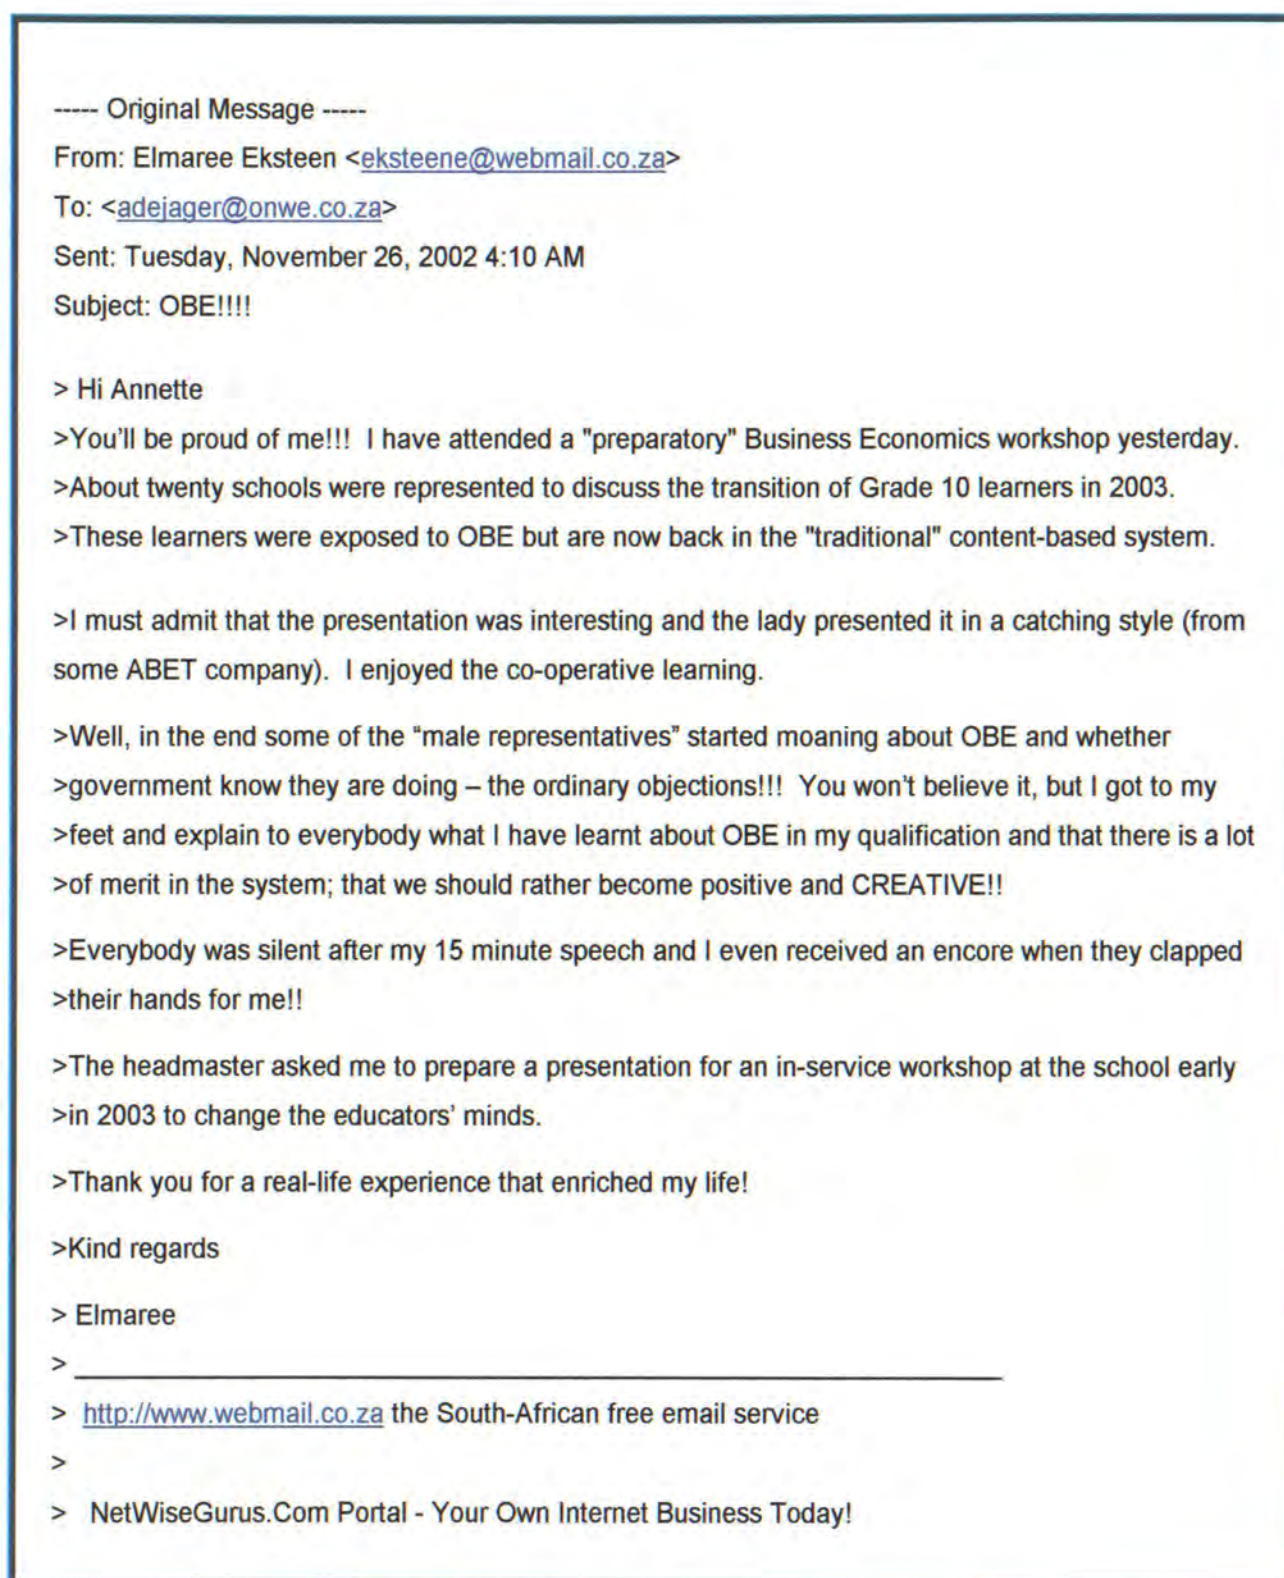 ----- Original Message -----
From: Elmaree Eksteen <eksteene@webmail.co.za>
To: <adejager@onwe.co.za>
Sent: Tuesday, November 26, 2002 4:10 AM
Subject: OBE!!!!
> Hi Annette
>You'll be proud of me!!! I have attended a "preparatory" Business Economics workshop yesterday.
>About twenty schools were represented to discuss the transition of Grade 10 learners in 2003.
>These learners were exposed to OBE but are now back in the "traditional" content-based system.
>I must admit that the presentation was interesting and the lady presented it in a catching style (from
some ABET company). I enjoyed the co-operative learning.
>Well, in the end some of the “male representatives” started moaning about OBE and whether
>government know they are doing – the ordinary objections!!! You won't believe it, but I got to my
>feet and explain to everybody what I have learnt about OBE in my qualification and that there is a lot
>of merit in the system; that we should rather become positive and CREATIVE!!
>Everybody was silent after my 15 minute speech and I even received an encore when they clapped
>their hands for me!!
>The headmaster asked me to prepare a presentation for an in-service workshop at the school early
>in 2003 to change the educators' minds.
>Thank you for a real-life experience that enriched my life!
>Kind regards
> Elmaree
> ____________________
> http://www.webmail.co.za the South-African free email service
>
> NetWiseGurus.Com Portal - Your Own Internet Business Today!